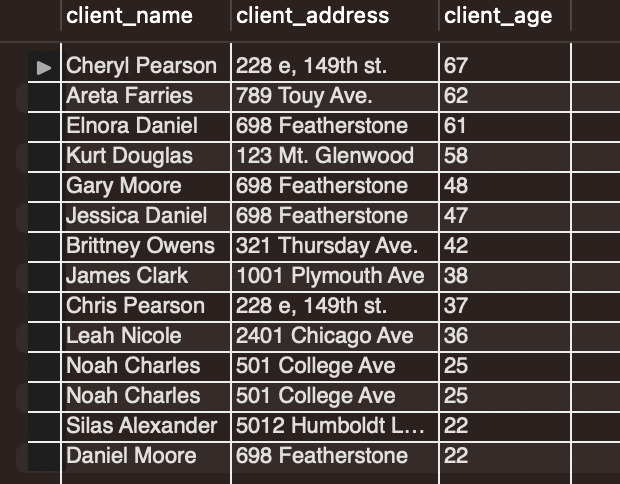 client_name client_address client_age
Cheryl Pearson 228 e, 149th st. 67
Areta Farries 789 Touy Ave. 62
Elnora Daniel 698 Featherstone 61
Kurt Douglas 123 Mt. Glenwood 58
Gary Moore 698 Featherstone 48
Jessica Daniel 698 Featherstone 47
Brittney Owens 321 Thursday Ave. 42
James Clark 1001 Plymouth Ave 38
Chris Pearson 228 e, 149th st. 37
Leah Nicole 2401 Chicago Ave 36
Noah Charles 501 College Ave 25
Noah Charles 501 College Ave 25
Silas Alexander 5012 Humboldt L... 22
Daniel Moore 698 Featherstone 22